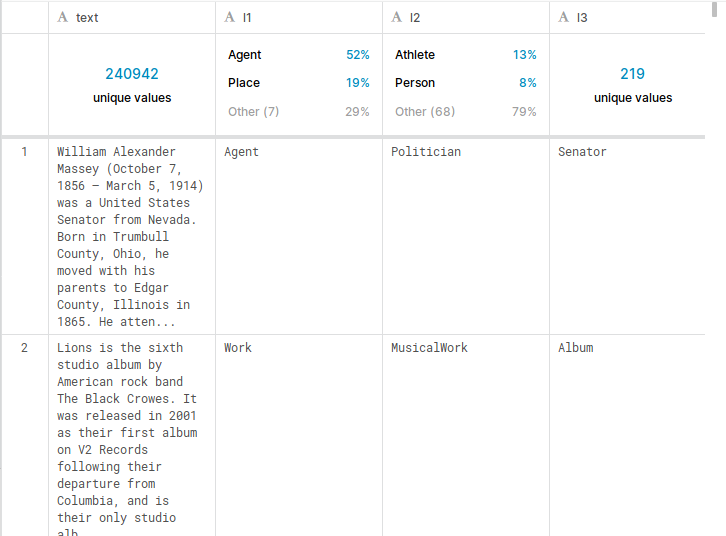 A text A l1 A l2 A l3
240942
unique values
Agent 52%
Place 19%
Other (7) 29%
Athlete 13%
Person 8%
Other (68) 79%
219
unique values
1
William Alexander
Massey (October 7,
1856 – March 5, 1914)
was a United States
Senator from Nevada.
Born in Trumbull
County, Ohio, he
moved with his
parents to Edgar
County, Illinois in
1865. He atten...
Agent
Politician
Senator
2
Lions is the sixth
studio album by
American rock band
The Black Crowes. It
was released in 2001
as their first album
on V2 Records
following their
departure from
Columbia, and is
their only studio
alb
Work
MusicalWork
Album